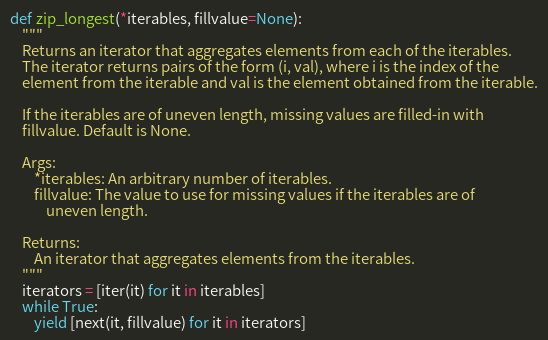 def zip_longest(*iterables, fillvalue=None):
"""
Returns an iterator that aggregates elements from each of the iterables.
The iterator returns pairs of the form (i, val), where i is the index of the
element from the iterable and val is the element obtained from the iterable.
If the iterables are of uneven length, missing values are filled-in with
fillvalue. Default is None.
Args:
*iterables: An arbitrary number of iterables.
fillvalue: The value to use for missing values if the iterables are of
uneven length.
Returns:
An iterator that aggregates elements from the iterables.
"""
iterators = [iter(it) for it in iterables]
while True:
yield [next(it, fillvalue) for it in iterators]